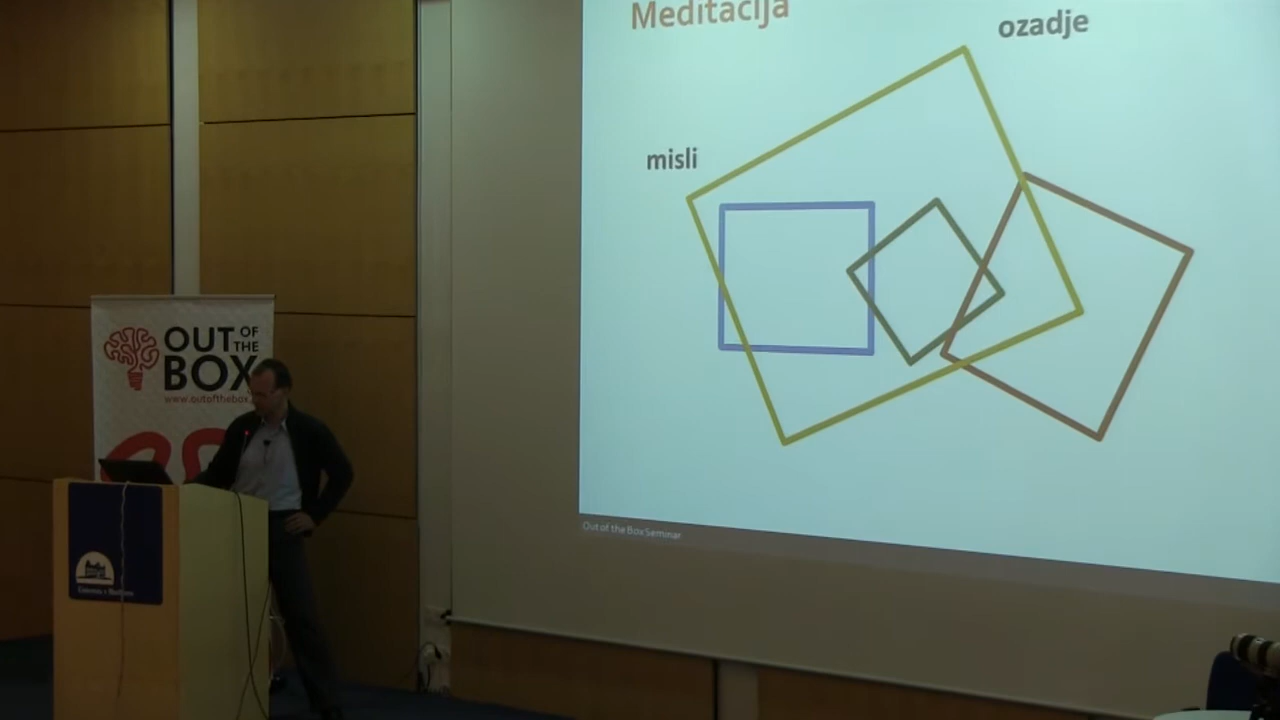 Meditacija
ozadje
misli
OUT OF THE
BOX
www.outofthebox
Out of the Box Seminar